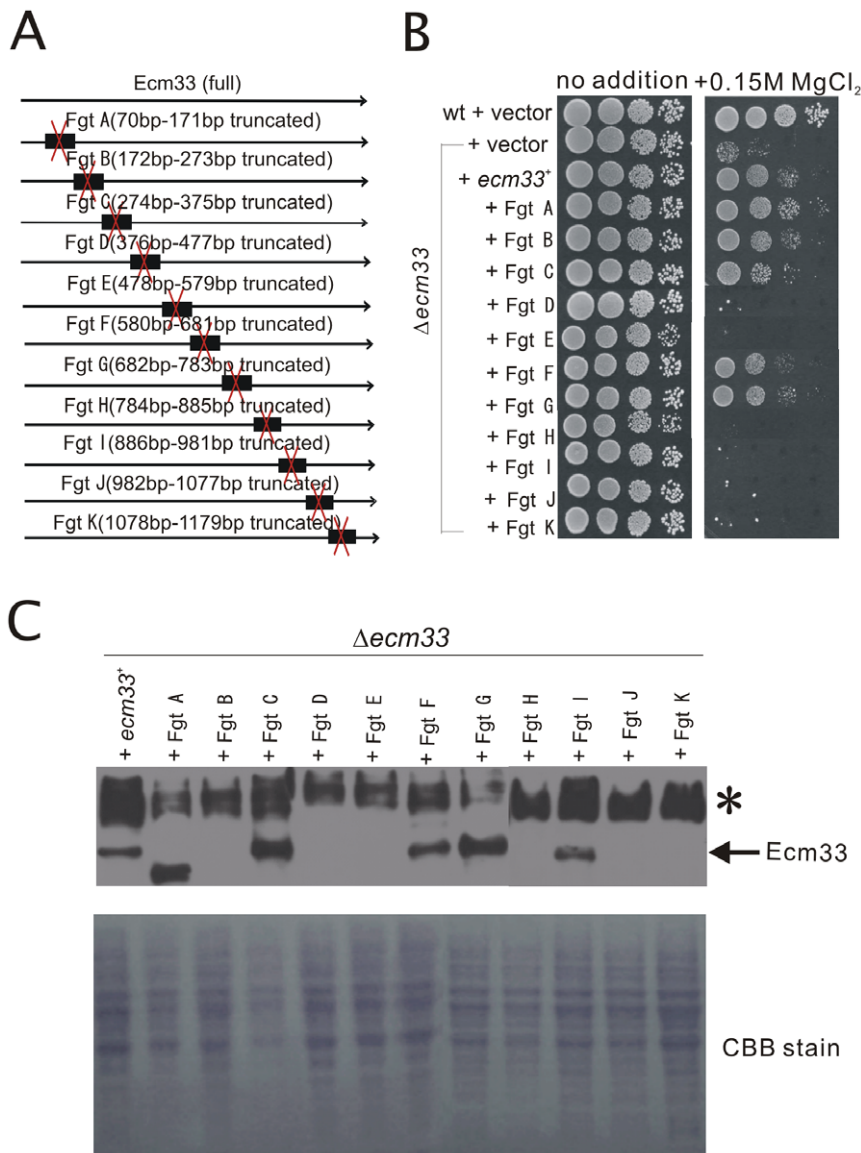 A
Ecm33 (full)
Fgt A(70bp-171bp truncated)
Fgt B(172bp-273bp truncated)
Fgt C(274bp-375bp truncated)
Fgt D(376bp-477bp truncated)
Fgt E(478bp-579bp truncated)
Fgt F(580bp-681bp truncated)
Fgt G(682bp-783bp truncated)
Fgt H(784bp-885bp truncated)
Fgt I(886bp-981bp truncated)
Fgt J(982bp-1077bp truncated)
Fgt K(1078bp-1179bp truncated)
B
no addition +0.15M MgCl₂
wt + vector
+ vector
+ ecm33⁺
+ Fgt A
+ Fgt B
+ Fgt C
+ Fgt D
+ Fgt E
+ Fgt F
+ Fgt G
+ Fgt H
+ Fgt I
+ Fgt J
+ Fgt K
Δecm33
C
Δecm33
+ ecm33⁺
+ Fgt A
+ Fgt B
+ Fgt C
+ Fgt D
+ Fgt E
+ Fgt F
+ Fgt G
+ Fgt H
+ Fgt I
+ Fgt J
+ Fgt K
*
Ecm33
CBB stain